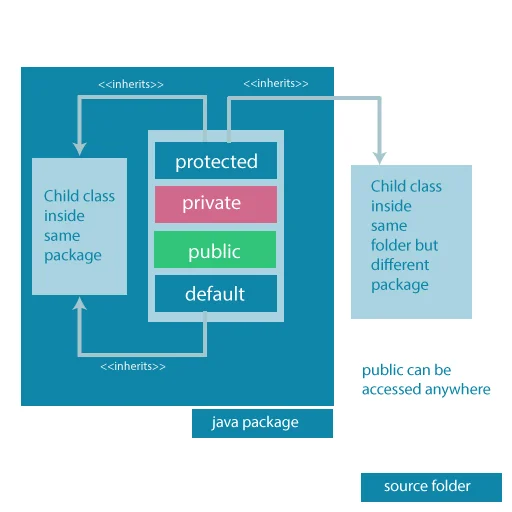 <<inherits>>
<<inherits>>
protected
private
public
default
Child class
inside
same
package
Child class
inside
same
folder but
different
package
<<inherits>>
public can be
accessed anywhere
java package
source folder